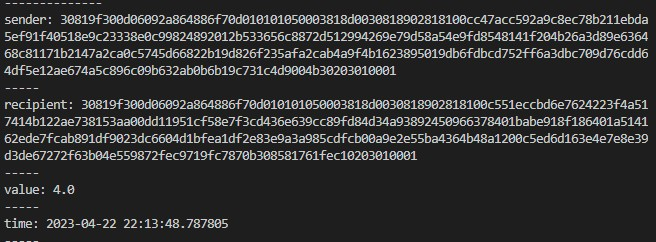 --------------
sender: 30819f300d06092a864886f70d010101050003818d0030818902818100cc47acc592a9c8ec78b211ebda
5ef91f40518e9c23338e0c99824892012b533656c8872d512994269e79d58a54e9fd8548141f204b26a3d89e6364
68c81171b2147a2ca0c5745d66822b19d826f235afa2cab4a9f4b1623895019db6fdbcd752ff6a3dbc709d76cdd6
4df5e12ae674a5c896c09b632ab0b6b19c731c4d9004b30203010001
-----
recipient: 30819f300d06092a864886f70d010101050003818d0030818902818100c551eccbd6e7624223f4a51
7414b122ae738153aa00dd11951cf58e7f3cd436e639cc89fd84d34a93892450966378401babe918f186401a5141
62ede7fcab891df9023dc6604d1bfea1df2e83e9a3a985cdfcb00a9e2e55ba4364b48a1200c5ed6d163e4e7e8e39
d3de67272f63b04e559872fec9719fc7870b308581761fec10203010001
-----
value: 4.0
-----
time: 2023-04-22 22:13:48.787805
-----